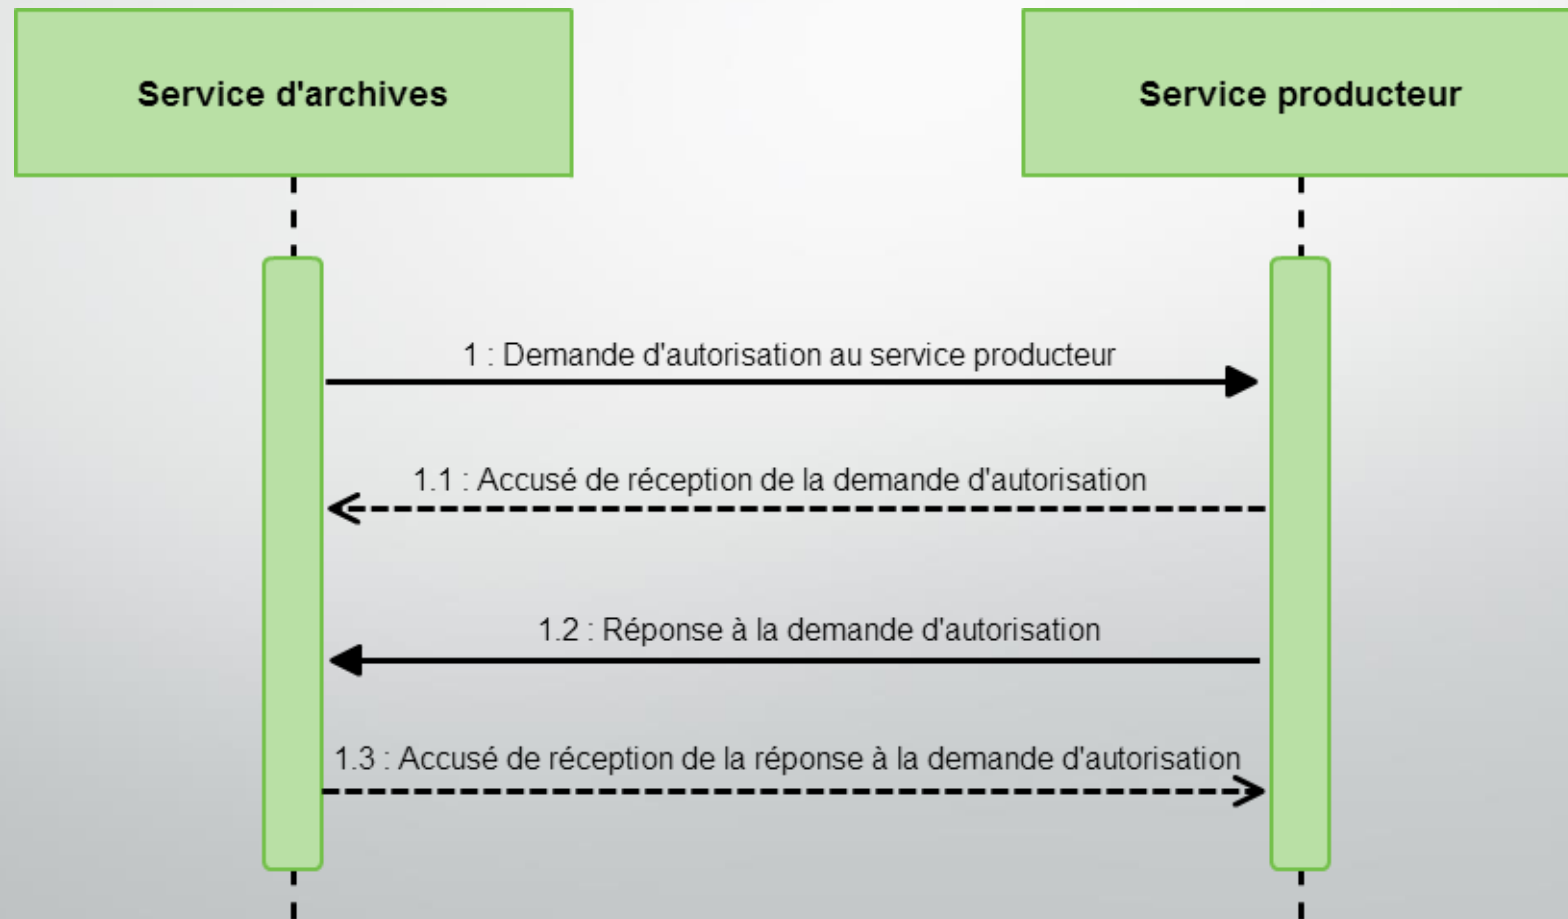 Service d'archives
Service producteur
1 : Demande d'autorisation au service producteur
1.1 : Accusé de réception de la demande d'autorisation
1.2 : Réponse à la demande d'autorisation
1.3 : Accusé de réception de la réponse à la demande d'autorisation